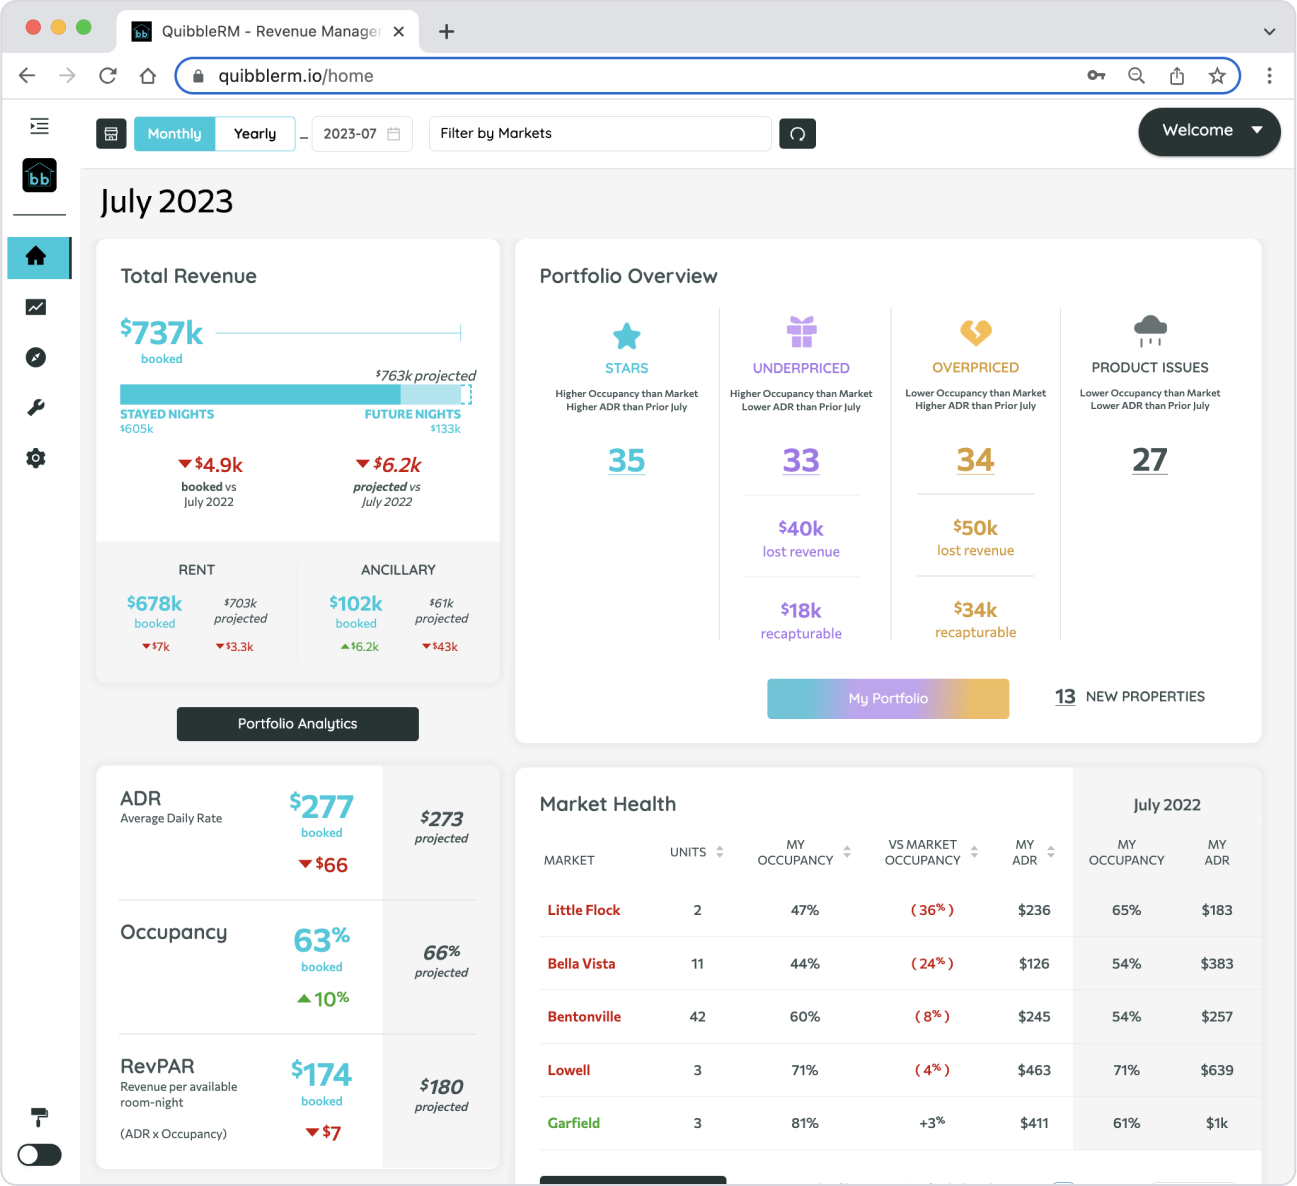 QuibbleRM - Revenue Manager
quibblerm.io/home
Monthly
Yearly
2023-07
Filter by Markets
Welcome
bb
July 2023
Total Revenue
$737k
booked
$763k projected
STAYED NIGHTS
FUTURE NIGHTS
$605k
$133k
$4.9k
booked vs
July 2022
$6.2k
projected vs
July 2022
RENT
$678k
booked
$7k
$703k
projected
$3.3k
ANCILLARY
$102k
booked
$6.2k
$61k
projected
$43k
Portfolio Analytics
Portfolio Overview
STARS
Higher Occupancy than Market
Higher ADR than Prior July
35
UNDERPRICED
Higher Occupancy than Market
Lower ADR than Prior July
33
$40k
lost revenue
$18k
recapturable
OVERPRICED
Lower Occupancy than Market
Higher ADR than Prior July
34
$50k
lost revenue
$34k
recapturable
PRODUCT ISSUES
Lower Occupancy than Market
Lower ADR than Prior July
27
My Portfolio
13 NEW PROPERTIES
ADR
Average Daily Rate
$277
booked
$66
$273
projected
Occupancy
63%
booked
10%
66%
projected
RevPAR
Revenue per available
room-night
(ADR x Occupancy)
$174
booked
$7
$180
projected
Market Health
July 2022
MARKET
UNITS
MY
OCCUPANCY
VS MARKET
OCCUPANCY
MY
ADR
MY
OCCUPANCY
MY
ADR
Little Flock 2 47% ( 36% ) $236 65% $183
Bella Vista 11 44% ( 24% ) $126 54% $383
Bentonville 42 60% ( 8% ) $245 54% $257
Lowell 3 71% ( 4% ) $463 71% $639
Garfield 3 81% +3% $411 61% $1k